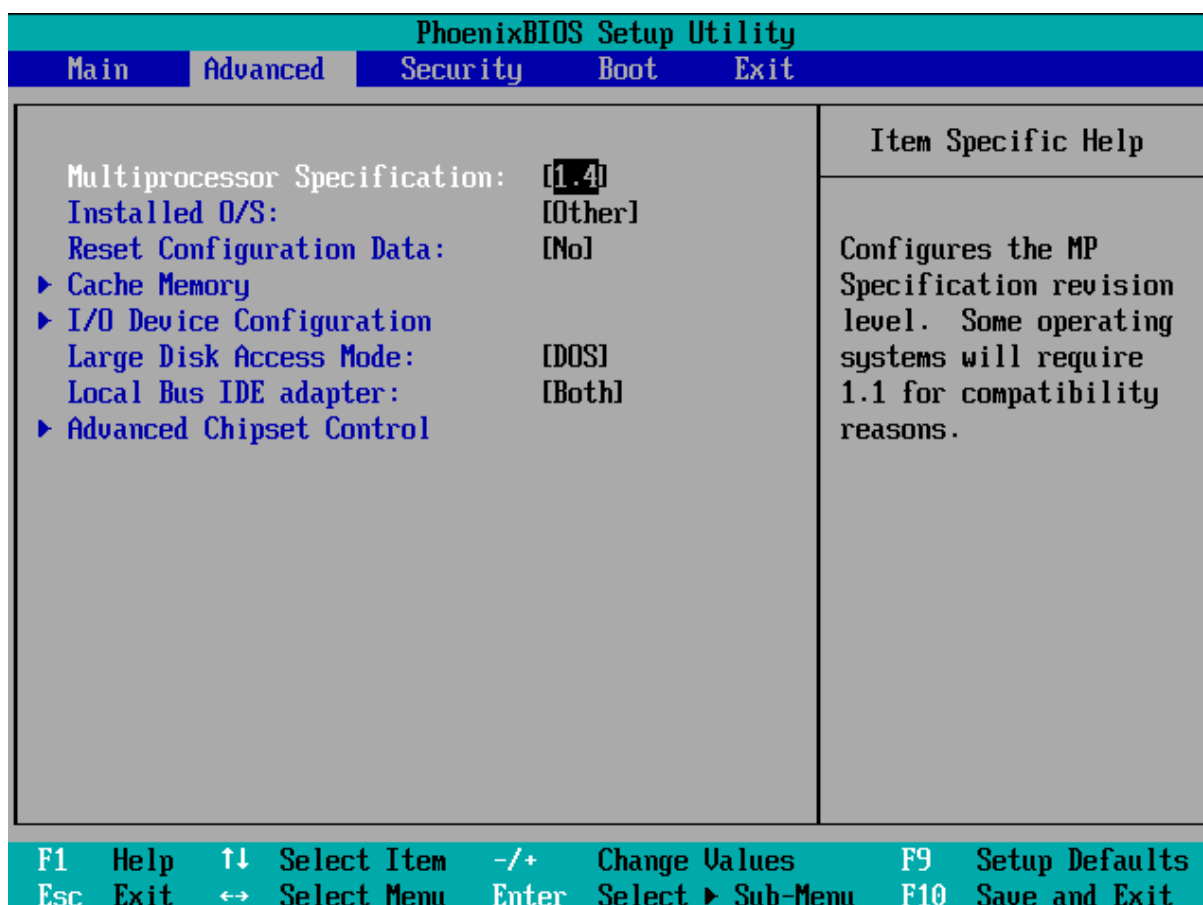 PhoenixBIOS Setup Utility
Main Advanced Security Boot Exit
Multiprocessor Specification: [1.4]
Installed O/S: [Other]
Reset Configuration Data: [No]
▶ Cache Memory
▶ I/O Device Configuration
Large Disk Access Mode: [DOS]
Local Bus IDE adapter: [Both]
▶ Advanced Chipset Control
Item Specific Help
Configures the MP
Specification revision
level. Some operating
systems will require
1.1 for compatibility
reasons.
F1 Help ↑↓ Select Item -/+ Change Values F9 Setup Defaults
Esc Exit ↔ Select Menu Enter Select ▶ Sub-Menu F10 Save and Exit